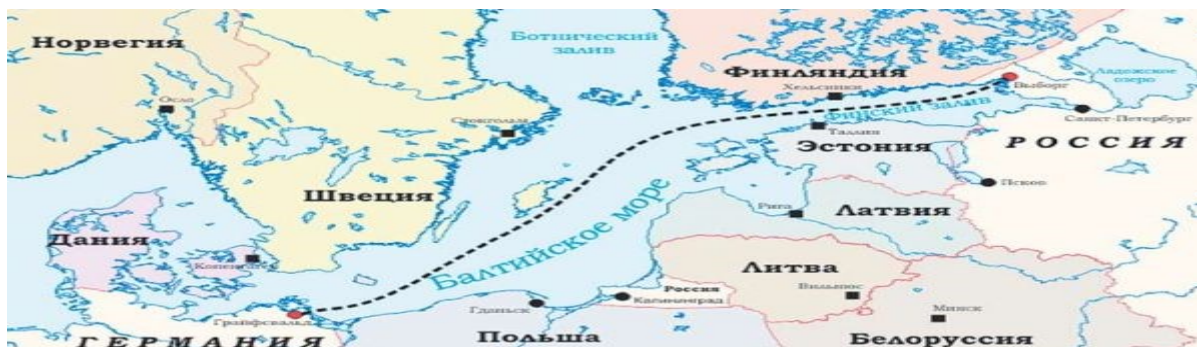 Норвегия
Ботнический
залив
Финляндия
Хельсинки
Ладожское
озеро
Выборг
Осло
Стокгольм
Финский залив
Санкт-Петербург
Таллин
Эстония
РОССИЯ
Швеция
Псков
Рига
Латвия
Дания
Копенгаген
Балтийское море
Литва
Вильнюс
Россия
Калининград
Гданьск
Грайфсвальд
Минск
ГЕРМАНИЯ
Польша
Белоруссия